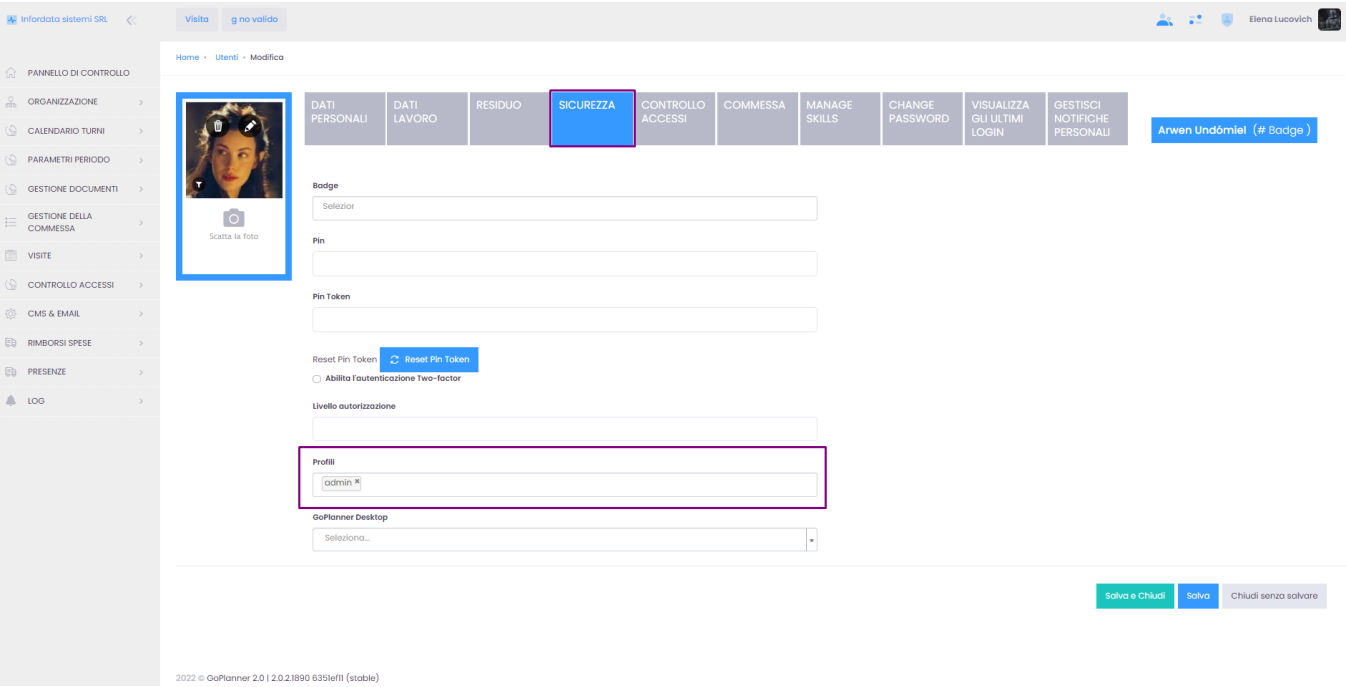 Infordata sistemi SRL
Visita
g no valido
Elena Lucovich
Home • Utenti • Modifica
PANNELLO DI CONTROLLO
ORGANIZZAZIONE
CALENDARIO TURNI
PARAMETRI PERIODO
GESTIONE DOCUMENTI
GESTIONE DELLA
COMMESSA
VISITE
CONTROLLO ACCESSI
CMS & EMAIL
RIMBORSI SPESE
PRESENZE
LOG
Scatta la foto
DATI
PERSONALI
DATI
LAVORO
RESIDUO
SICUREZZA
CONTROLLO
ACCESSI
COMMESSA
MANAGE
SKILLS
CHANGE
PASSWORD
VISUALIZZA
GLI ULTIMI
LOGIN
GESTISCI
NOTIFICHE
PERSONALI
Arwen Undómiel (# Badge )
Badge
Selezior
Pin
Pin Token
Reset Pin Token
Reset Pin Token
Abilita l'autenticazione Two-factor
Livello autorizzazione
Profili
admin ×
GoPlanner Desktop
Seleziona...
Salva e Chiudi
Salva
Chiudi senza salvare
2022 © GoPlanner 2.0 | 2.0.2.1890 6351ef11 (stable)